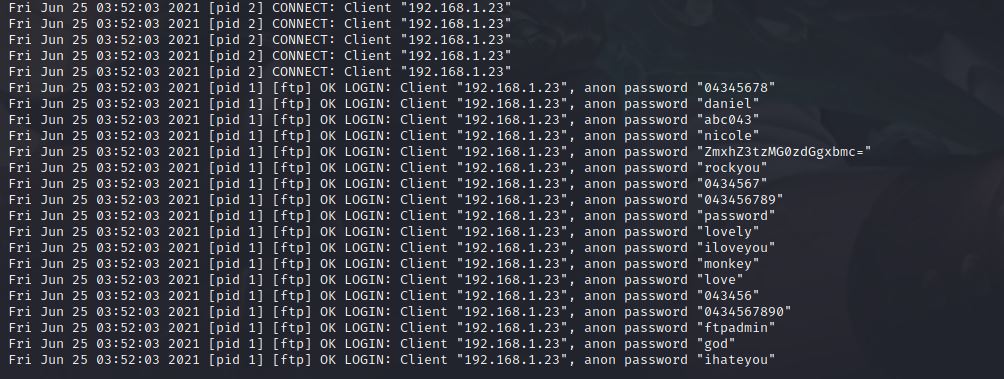 Fri Jun 25 03:52:03 2021 [pid 2] CONNECT: Client "192.168.1.23"
Fri Jun 25 03:52:03 2021 [pid 2] CONNECT: Client "192.168.1.23"
Fri Jun 25 03:52:03 2021 [pid 2] CONNECT: Client "192.168.1.23"
Fri Jun 25 03:52:03 2021 [pid 2] CONNECT: Client "192.168.1.23"
Fri Jun 25 03:52:03 2021 [pid 2] CONNECT: Client "192.168.1.23"
Fri Jun 25 03:52:03 2021 [pid 1] [ftp] OK LOGIN: Client "192.168.1.23", anon password "04345678"
Fri Jun 25 03:52:03 2021 [pid 1] [ftp] OK LOGIN: Client "192.168.1.23", anon password "daniel"
Fri Jun 25 03:52:03 2021 [pid 1] [ftp] OK LOGIN: Client "192.168.1.23", anon password "abc043"
Fri Jun 25 03:52:03 2021 [pid 1] [ftp] OK LOGIN: Client "192.168.1.23", anon password "nicole"
Fri Jun 25 03:52:03 2021 [pid 1] [ftp] OK LOGIN: Client "192.168.1.23", anon password "ZmxhZ3tzMG0zdGgxbmc="
Fri Jun 25 03:52:03 2021 [pid 1] [ftp] OK LOGIN: Client "192.168.1.23", anon password "rockyou"
Fri Jun 25 03:52:03 2021 [pid 1] [ftp] OK LOGIN: Client "192.168.1.23", anon password "0434567"
Fri Jun 25 03:52:03 2021 [pid 1] [ftp] OK LOGIN: Client "192.168.1.23", anon password "043456789"
Fri Jun 25 03:52:03 2021 [pid 1] [ftp] OK LOGIN: Client "192.168.1.23", anon password "password"
Fri Jun 25 03:52:03 2021 [pid 1] [ftp] OK LOGIN: Client "192.168.1.23", anon password "lovely"
Fri Jun 25 03:52:03 2021 [pid 1] [ftp] OK LOGIN: Client "192.168.1.23", anon password "iloveyou"
Fri Jun 25 03:52:03 2021 [pid 1] [ftp] OK LOGIN: Client "192.168.1.23", anon password "monkey"
Fri Jun 25 03:52:03 2021 [pid 1] [ftp] OK LOGIN: Client "192.168.1.23", anon password "love"
Fri Jun 25 03:52:03 2021 [pid 1] [ftp] OK LOGIN: Client "192.168.1.23", anon password "043456"
Fri Jun 25 03:52:03 2021 [pid 1] [ftp] OK LOGIN: Client "192.168.1.23", anon password "0434567890"
Fri Jun 25 03:52:03 2021 [pid 1] [ftp] OK LOGIN: Client "192.168.1.23", anon password "ftpadmin"
Fri Jun 25 03:52:03 2021 [pid 1] [ftp] OK LOGIN: Client "192.168.1.23", anon password "god"
Fri Jun 25 03:52:03 2021 [pid 1] [ftp] OK LOGIN: Client "192.168.1.23", anon password "ihateyou"